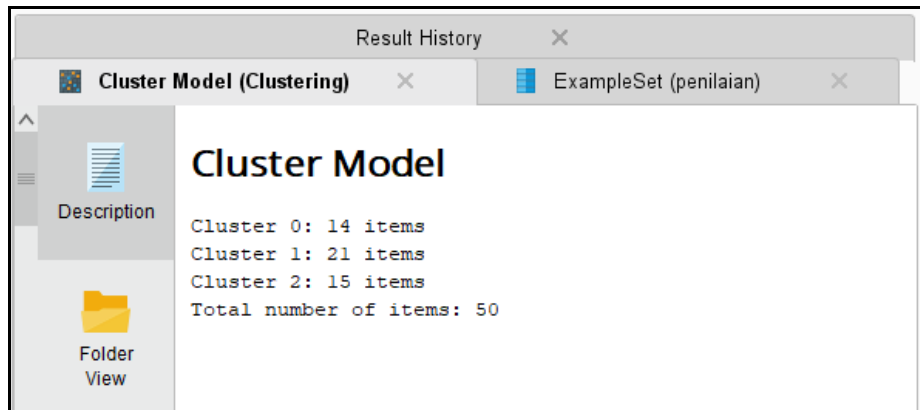 Result History
Cluster Model (Clustering)
ExampleSet (penilaian)
Description
Cluster Model
Cluster 0: 14 items
Cluster 1: 21 items
Cluster 2: 15 items
Total number of items: 50
Folder
View